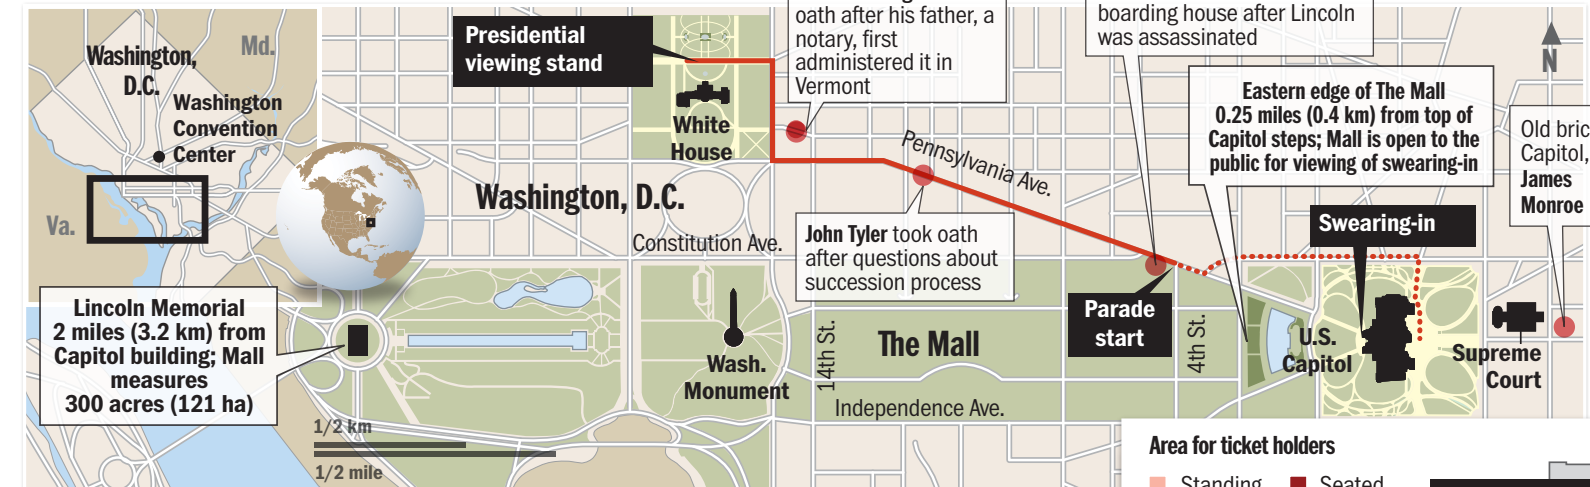 Washington,
D.C.
Md.
Washington
Convention
Center
Va.
Presidential
viewing stand
oath after his father, a
notary, first
administered it in
Vermont
boarding house after Lincoln
was assassinated
N
Eastern edge of The Mall
0.25 miles (0.4 km) from top of
Capitol steps; Mall is open to the
public for viewing of swearing-in
Old bric
Capitol,
James
Monroe
White
House
Pennsylvania Ave.
Washington, D.C.
Constitution Ave.
John Tyler took oath
after questions about
succession process
Swearing-in
Lincoln Memorial
2 miles (3.2 km) from
Capitol building; Mall
measures
300 acres (121 ha)
Parade
start
Wash.
Monument
14th St.
The Mall
4th St.
U.S.
Capitol
Supreme
Court
Independence Ave.
1/2 km
1/2 mile
Area for ticket holders
Standing
Seated